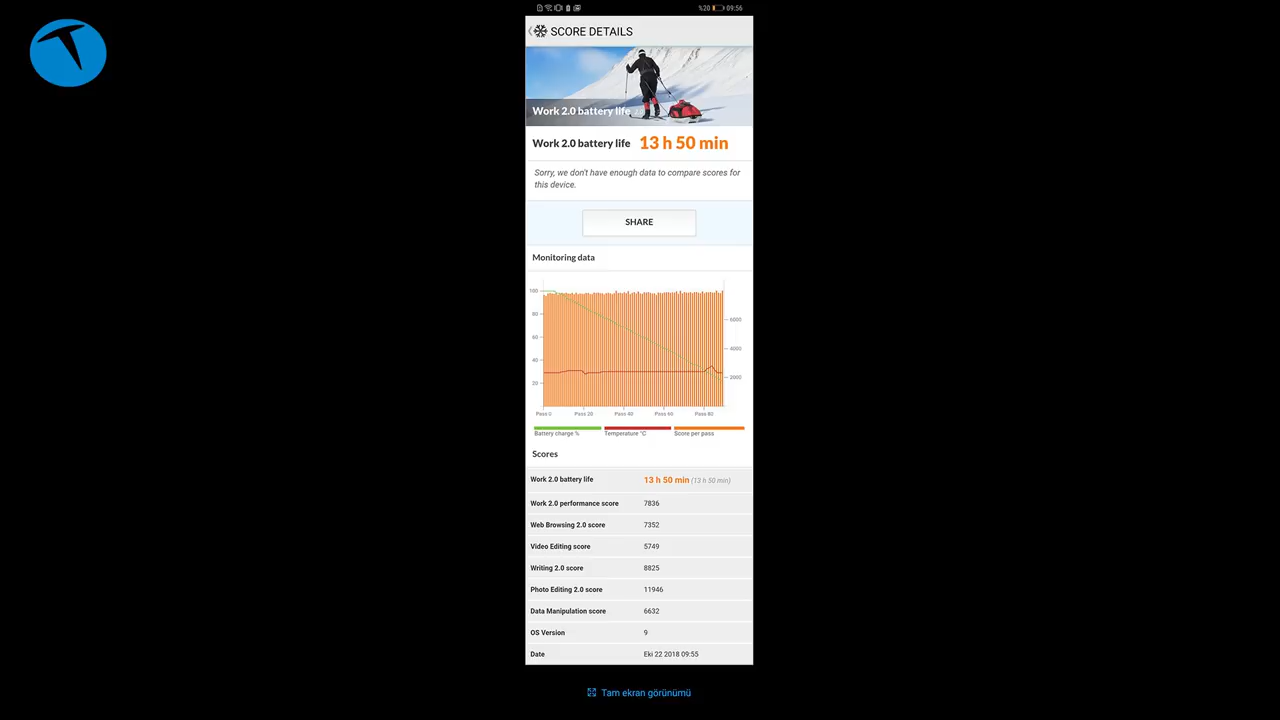 %20 09:56
SCORE DETAILS
Work 2.0 battery life
Work 2.0 battery life 13 h 50 min
Sorry, we don't have enough data to compare scores for
this device.
SHARE
Monitoring data
100
80
60
40
20
6000
4000
2000
Pass 0 Pass 20 Pass 40 Pass 60 Pass 80
Battery charge % Temperature °C Score per pass
Scores
Work 2.0 battery life 13 h 50 min (13 h 50 min)
Work 2.0 performance score 7836
Web Browsing 2.0 score 7352
Video Editing score 5749
Writing 2.0 score 8825
Photo Editing 2.0 score 11946
Data Manipulation score 6632
OS Version 9
Date Eki 22 2018 09:55
Tam ekran görünümü